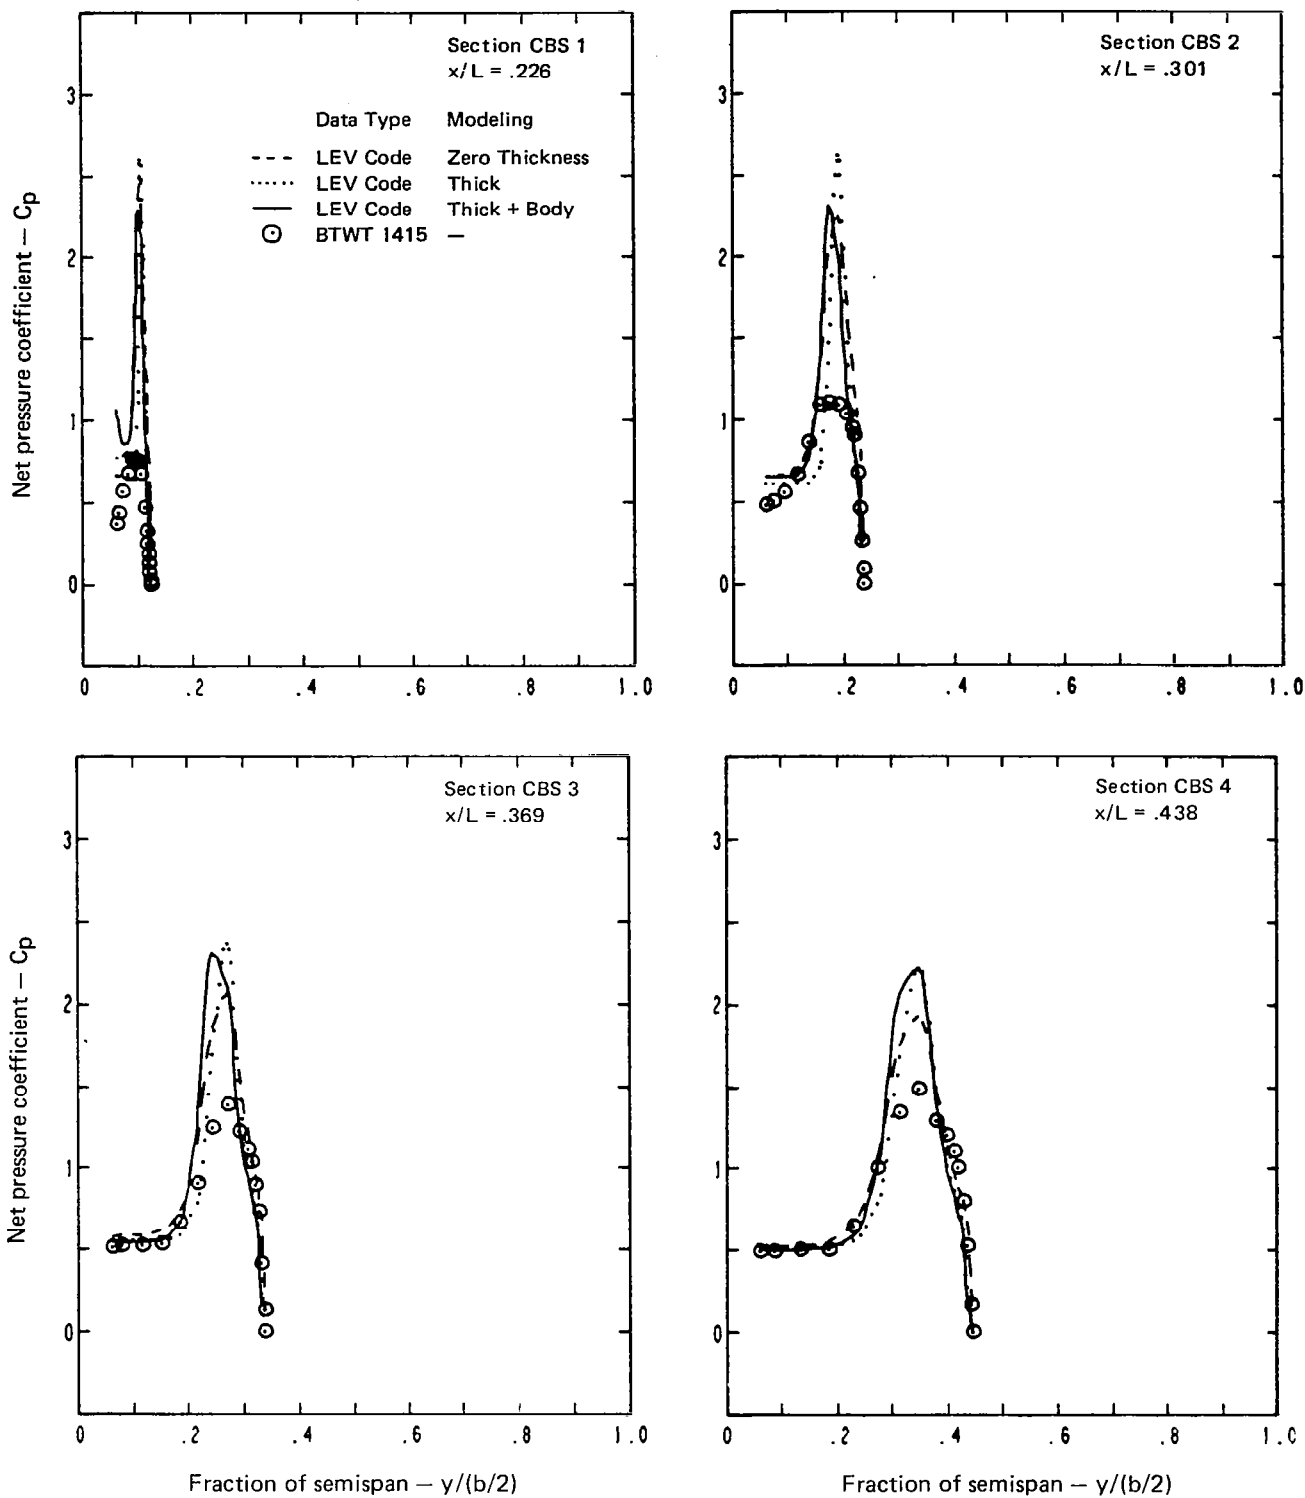 Section CBS 1
x/L = .226
Data Type Modeling
LEV Code Zero Thickness
LEV Code Thick
LEV Code Thick + Body
BTWT 1415 —
Net pressure coefficient — Cp
3
2
1
0
0 .2 .4 .6 .8 1.0
Section CBS 2
x/L = .301
3
2
1
0
0 .2 .4 .6 .8 1.0
Section CBS 3
x/L = .369
Net pressure coefficient — Cp
3
2
1
0
0 .2 .4 .6 .8 1.0
Fraction of semispan — y/(b/2)
Section CBS 4
x/L = .438
3
2
1
0
0 .2 .4 .6 .8 1.0
Fraction of semispan — y/(b/2)